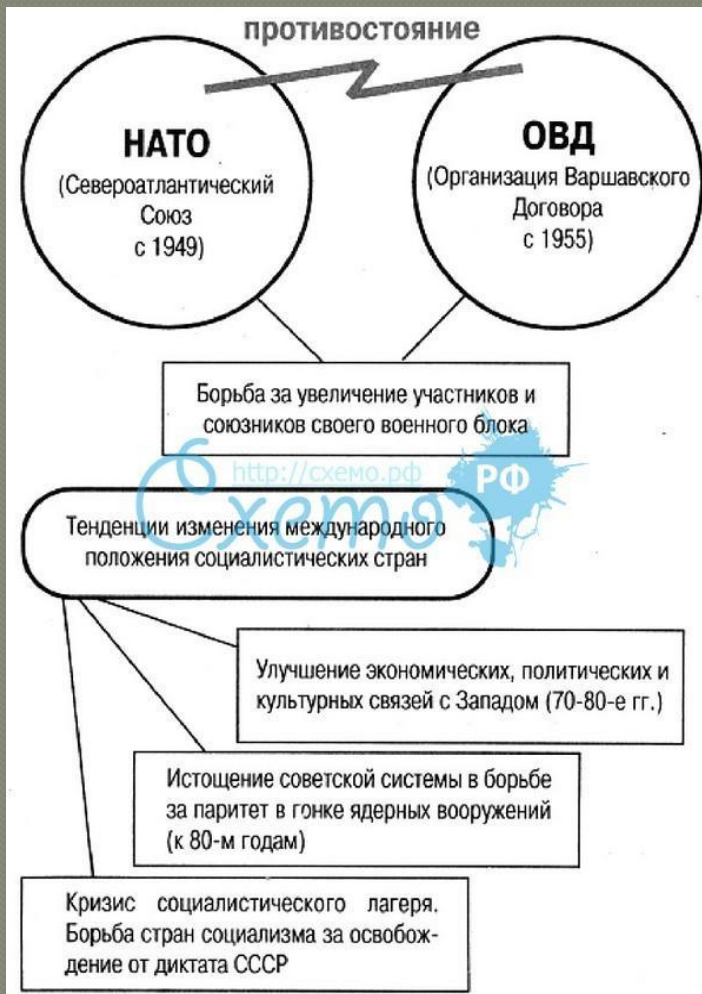 противостояние
НАТО
(Североатлантический
Союз
с 1949)
ОВД
(Организация Варшавского
Договора
с 1955)
Борьба за увеличение участников и
союзников своего военного блока
http://схемо.рф
Схемо
РФ
Тенденции изменения международного
положения социалистических стран
Улучшение экономических, политических и
культурных связей с Западом (70-80-е гг.)
Истощение советской системы в борьбе
за паритет в гонке ядерных вооружений
(к 80-м годам)
Кризис социалистического лагеря.
Борьба стран социализма за освобож-
дение от диктата СССР